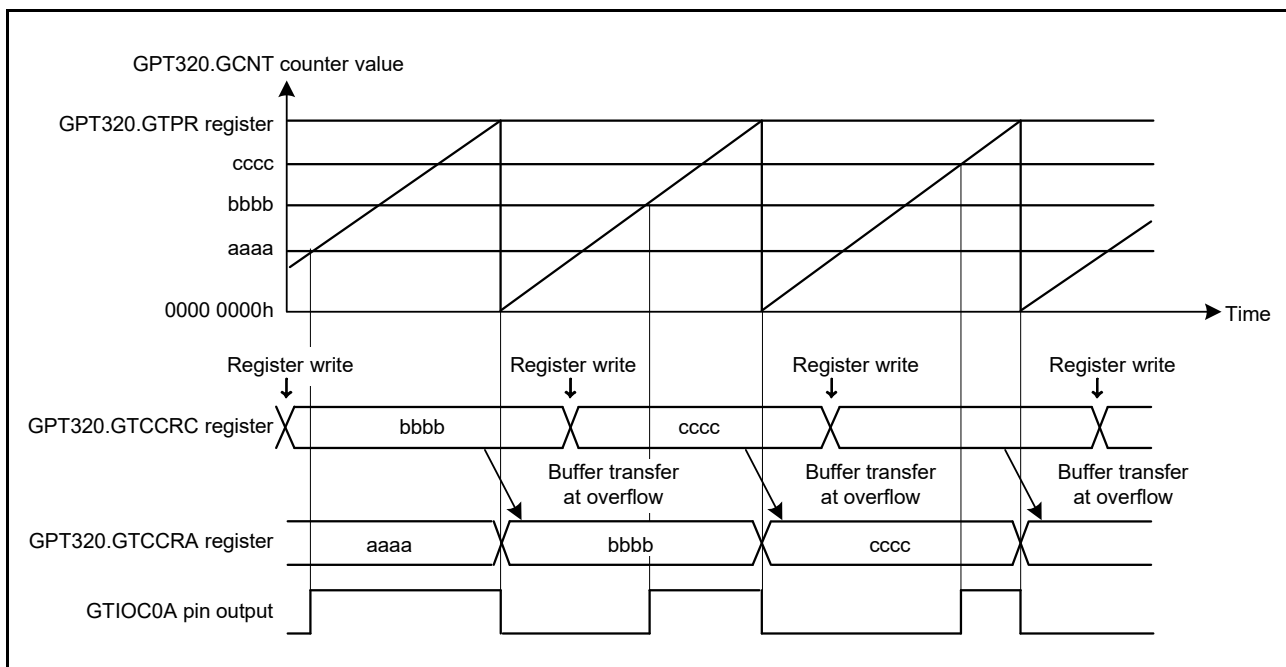 GPT320.GCNT counter value
GPT320.GTPR register
cccc
bbbb
aaaa
0000 0000h
Time
Register write
Register write
Register write
Register write
GPT320.GTCCRC register
bbbb
cccc
Buffer transfer
at overflow
Buffer transfer
at overflow
Buffer transfer
at overflow
GPT320.GTCCRA register
aaaa
bbbb
cccc
GTIOC0A pin output